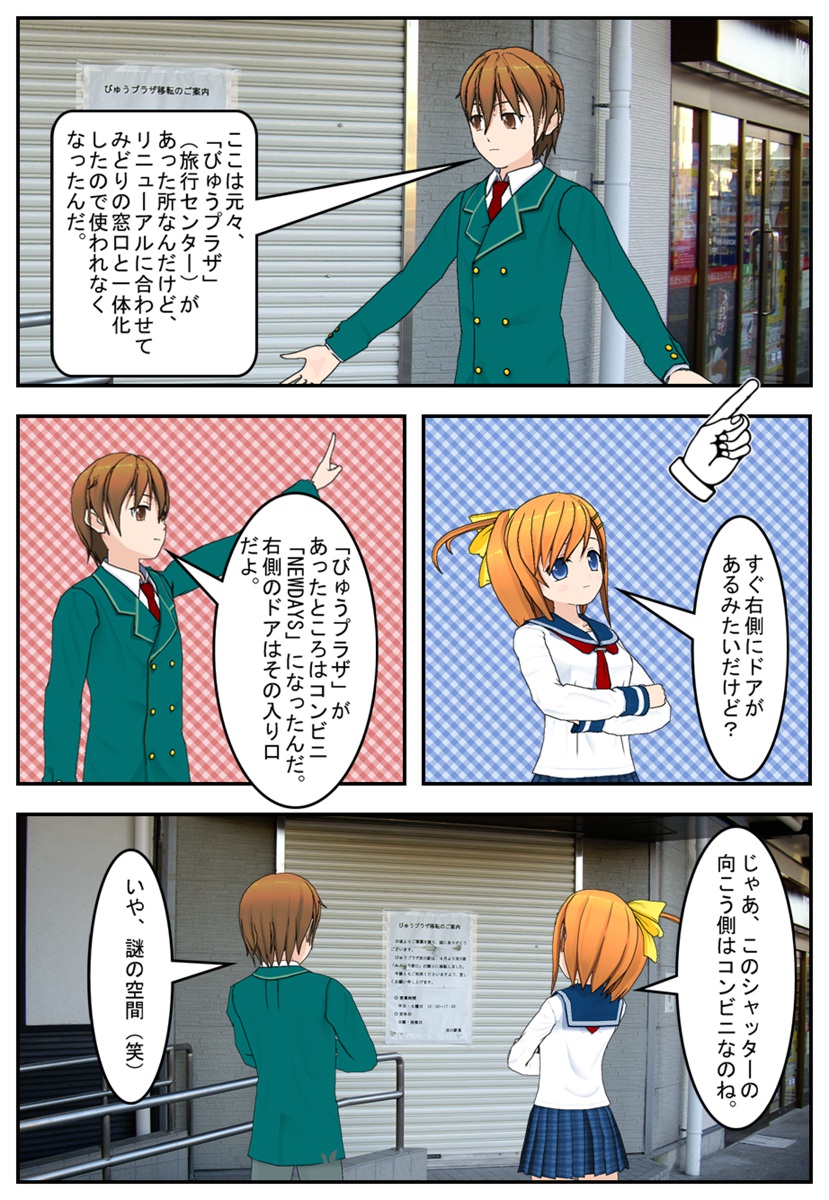 びゅうプラザ移転のご案内
ここは元々、
「びゅうプラザ」
（旅行センター）が
あった所なんだけど、
リニューアルに合わせて
みどりの窓口と一体化
したので使われなく
なったんだ。
すぐ右側にドアが
あるみたいだけど？
「びゅうプラザ」が
あったところはコンビニ
「NEWDAYS」になったんだ。
右側のドアはその入り口
だよ。
じゃあ、このシャッターの
向こう側はコンビニなのね。
びゅうプラザ移転のご案内
いや、謎の空間（笑）